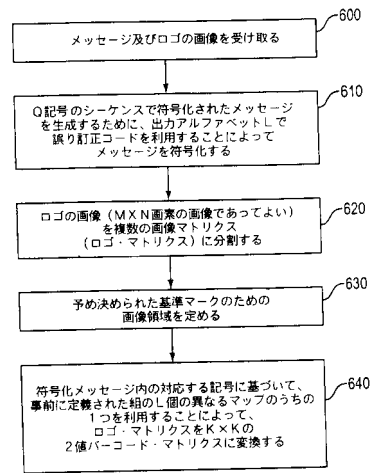 メッセージ及びロゴの画像を受け取る
600
Q記号のシーケンスで符号化されたメッセージ
を生成するために、出力アルファベットLで
誤り訂正コードを利用することによって
メッセージを符号化する
610
ロゴの画像（M×N画素の画像であってよい）
を複数の画像マトリクス
（ロゴ・マトリクス）に分割する
620
予め決められた基準マークのための
画像領域を定める
630
符号化メッセージ内の対応する記号に基づいて、
事前に定義された組のL個の異なるマップのうちの
1つを利用することによって、
ロゴ・マトリクスをK×Kの
2値バーコード・マトリクスに変換する
640